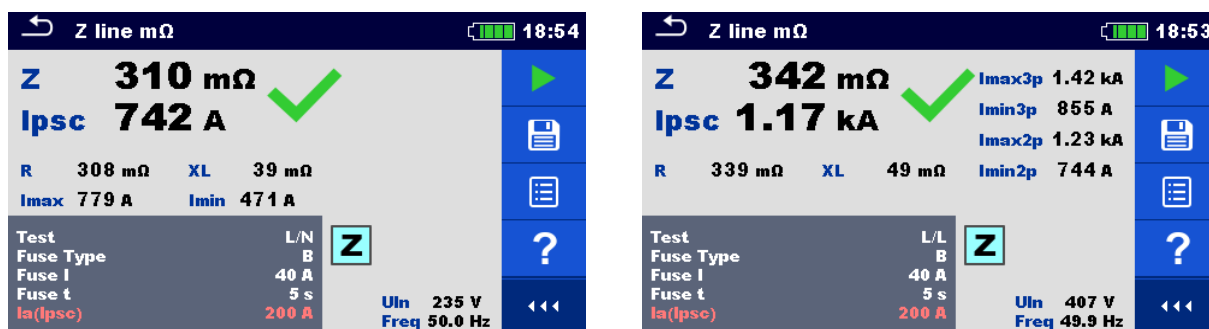 Z line mΩ 18:54
Z 310 mΩ
Ipsc 742 A
R 308 mΩ XL 39 mΩ
Imax 779 A Imin 471 A
Test L/N
Fuse Type B
Fuse I 40 A
Fuse t 5 s
Ia(Ipsc) 200 A
Z
Uln 235 V
Freq 50.0 Hz
?
Z line mΩ 18:53
Z 342 mΩ
Ipsc 1.17 kA
Imax3p 1.42 kA
Imin3p 855 A
Imax2p 1.23 kA
Imin2p 744 A
R 339 mΩ XL 49 mΩ
Test L/L
Fuse Type B
Fuse I 40 A
Fuse t 5 s
Ia(Ipsc) 200 A
Z
Uln 407 V
Freq 49.9 Hz
?